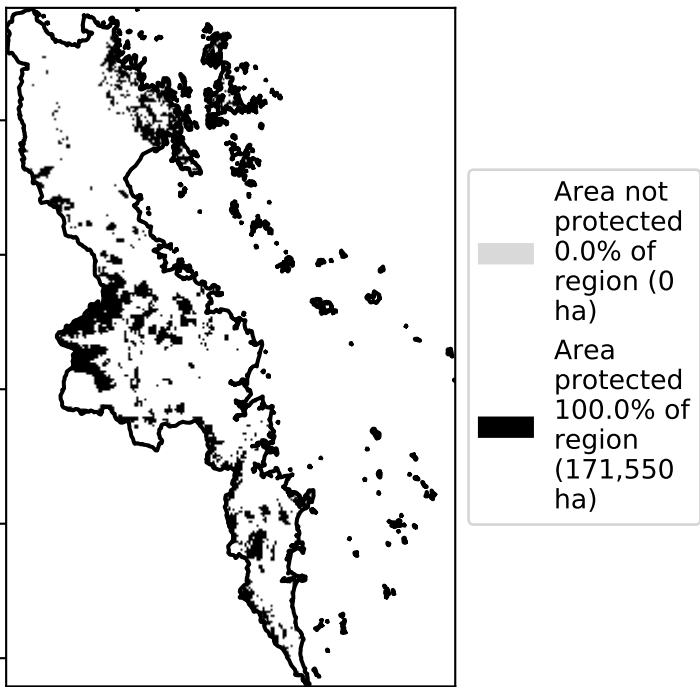 Area not
protected
0.0% of
region (0
ha)
Area
protected
100.0% of
region
(171,550
ha)